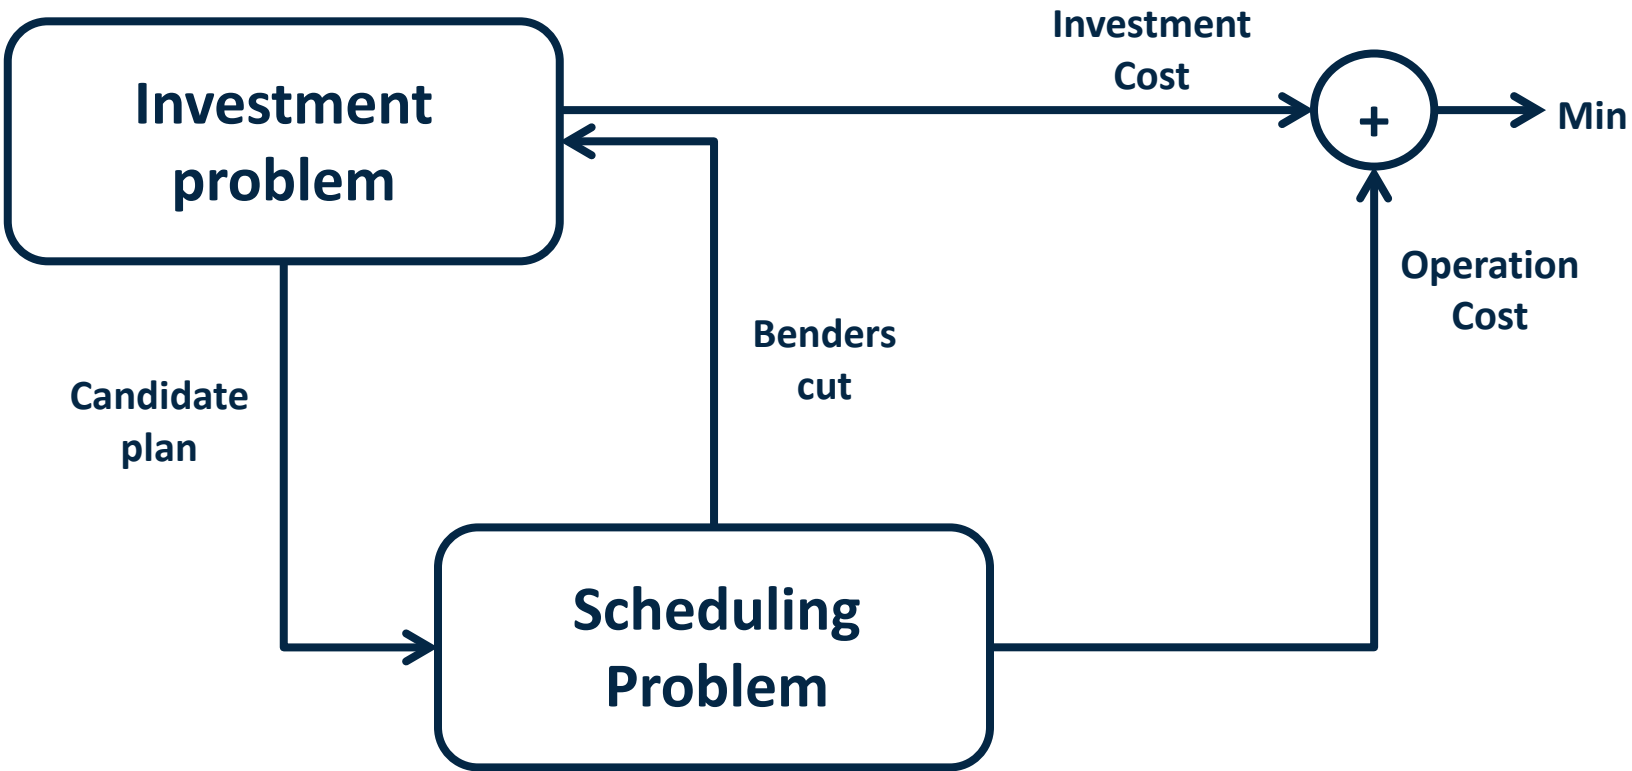 Investment
problem
Investment
Cost
+
Min
Operation
Cost
Benders
cut
Candidate
plan
Scheduling
Problem